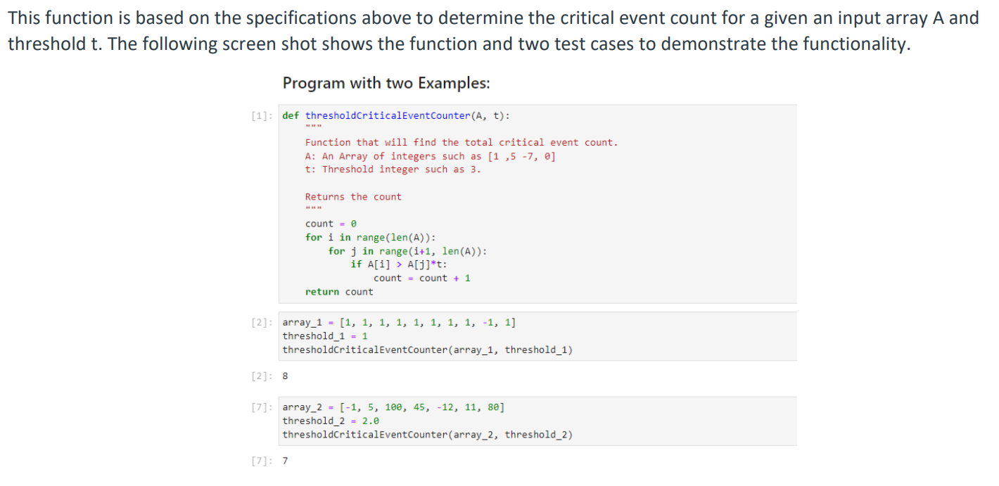 This function is based on the specifications above to determine the critical event count for a given an input array A and
threshold t. The following screen shot shows the function and two test cases to demonstrate the functionality.
Program with two Examples:
[1]: def thresholdCriticalEventCounter(A, t):
"""
Function that will find the total critical event count.
A: An Array of integers such as [1 ,5 -7, 0]
t: Threshold integer such as 3.
Returns the count
"""
count = 0
for i in range(len(A)):
for j in range(i+1, len(A)):
if A[i] > A[j]*t:
count = count + 1
return count
[2]: array_1 = [1, 1, 1, 1, 1, 1, 1, 1, -1, 1]
threshold_1 = 1
thresholdCriticalEventCounter(array_1, threshold_1)
[2]: 8
[7]: array_2 = [-1, 5, 100, 45, -12, 11, 80]
threshold_2 = 2.0
thresholdCriticalEventCounter(array_2, threshold_2)
[7]: 7